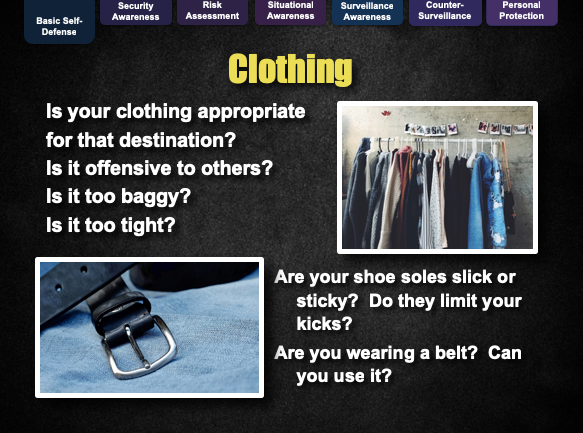 Basic Self-
Defense
Security
Awareness
Risk
Assessment
Situational
Awareness
Surveillance
Awareness
Counter-
Surveillance
Personal
Protection
Clothing
Is your clothing appropriate
for that destination?
Is it offensive to others?
Is it too baggy?
Is it too tight?
Are your shoe soles slick or
sticky?  Do they limit your
kicks?
Are you wearing a belt?  Can
you use it?